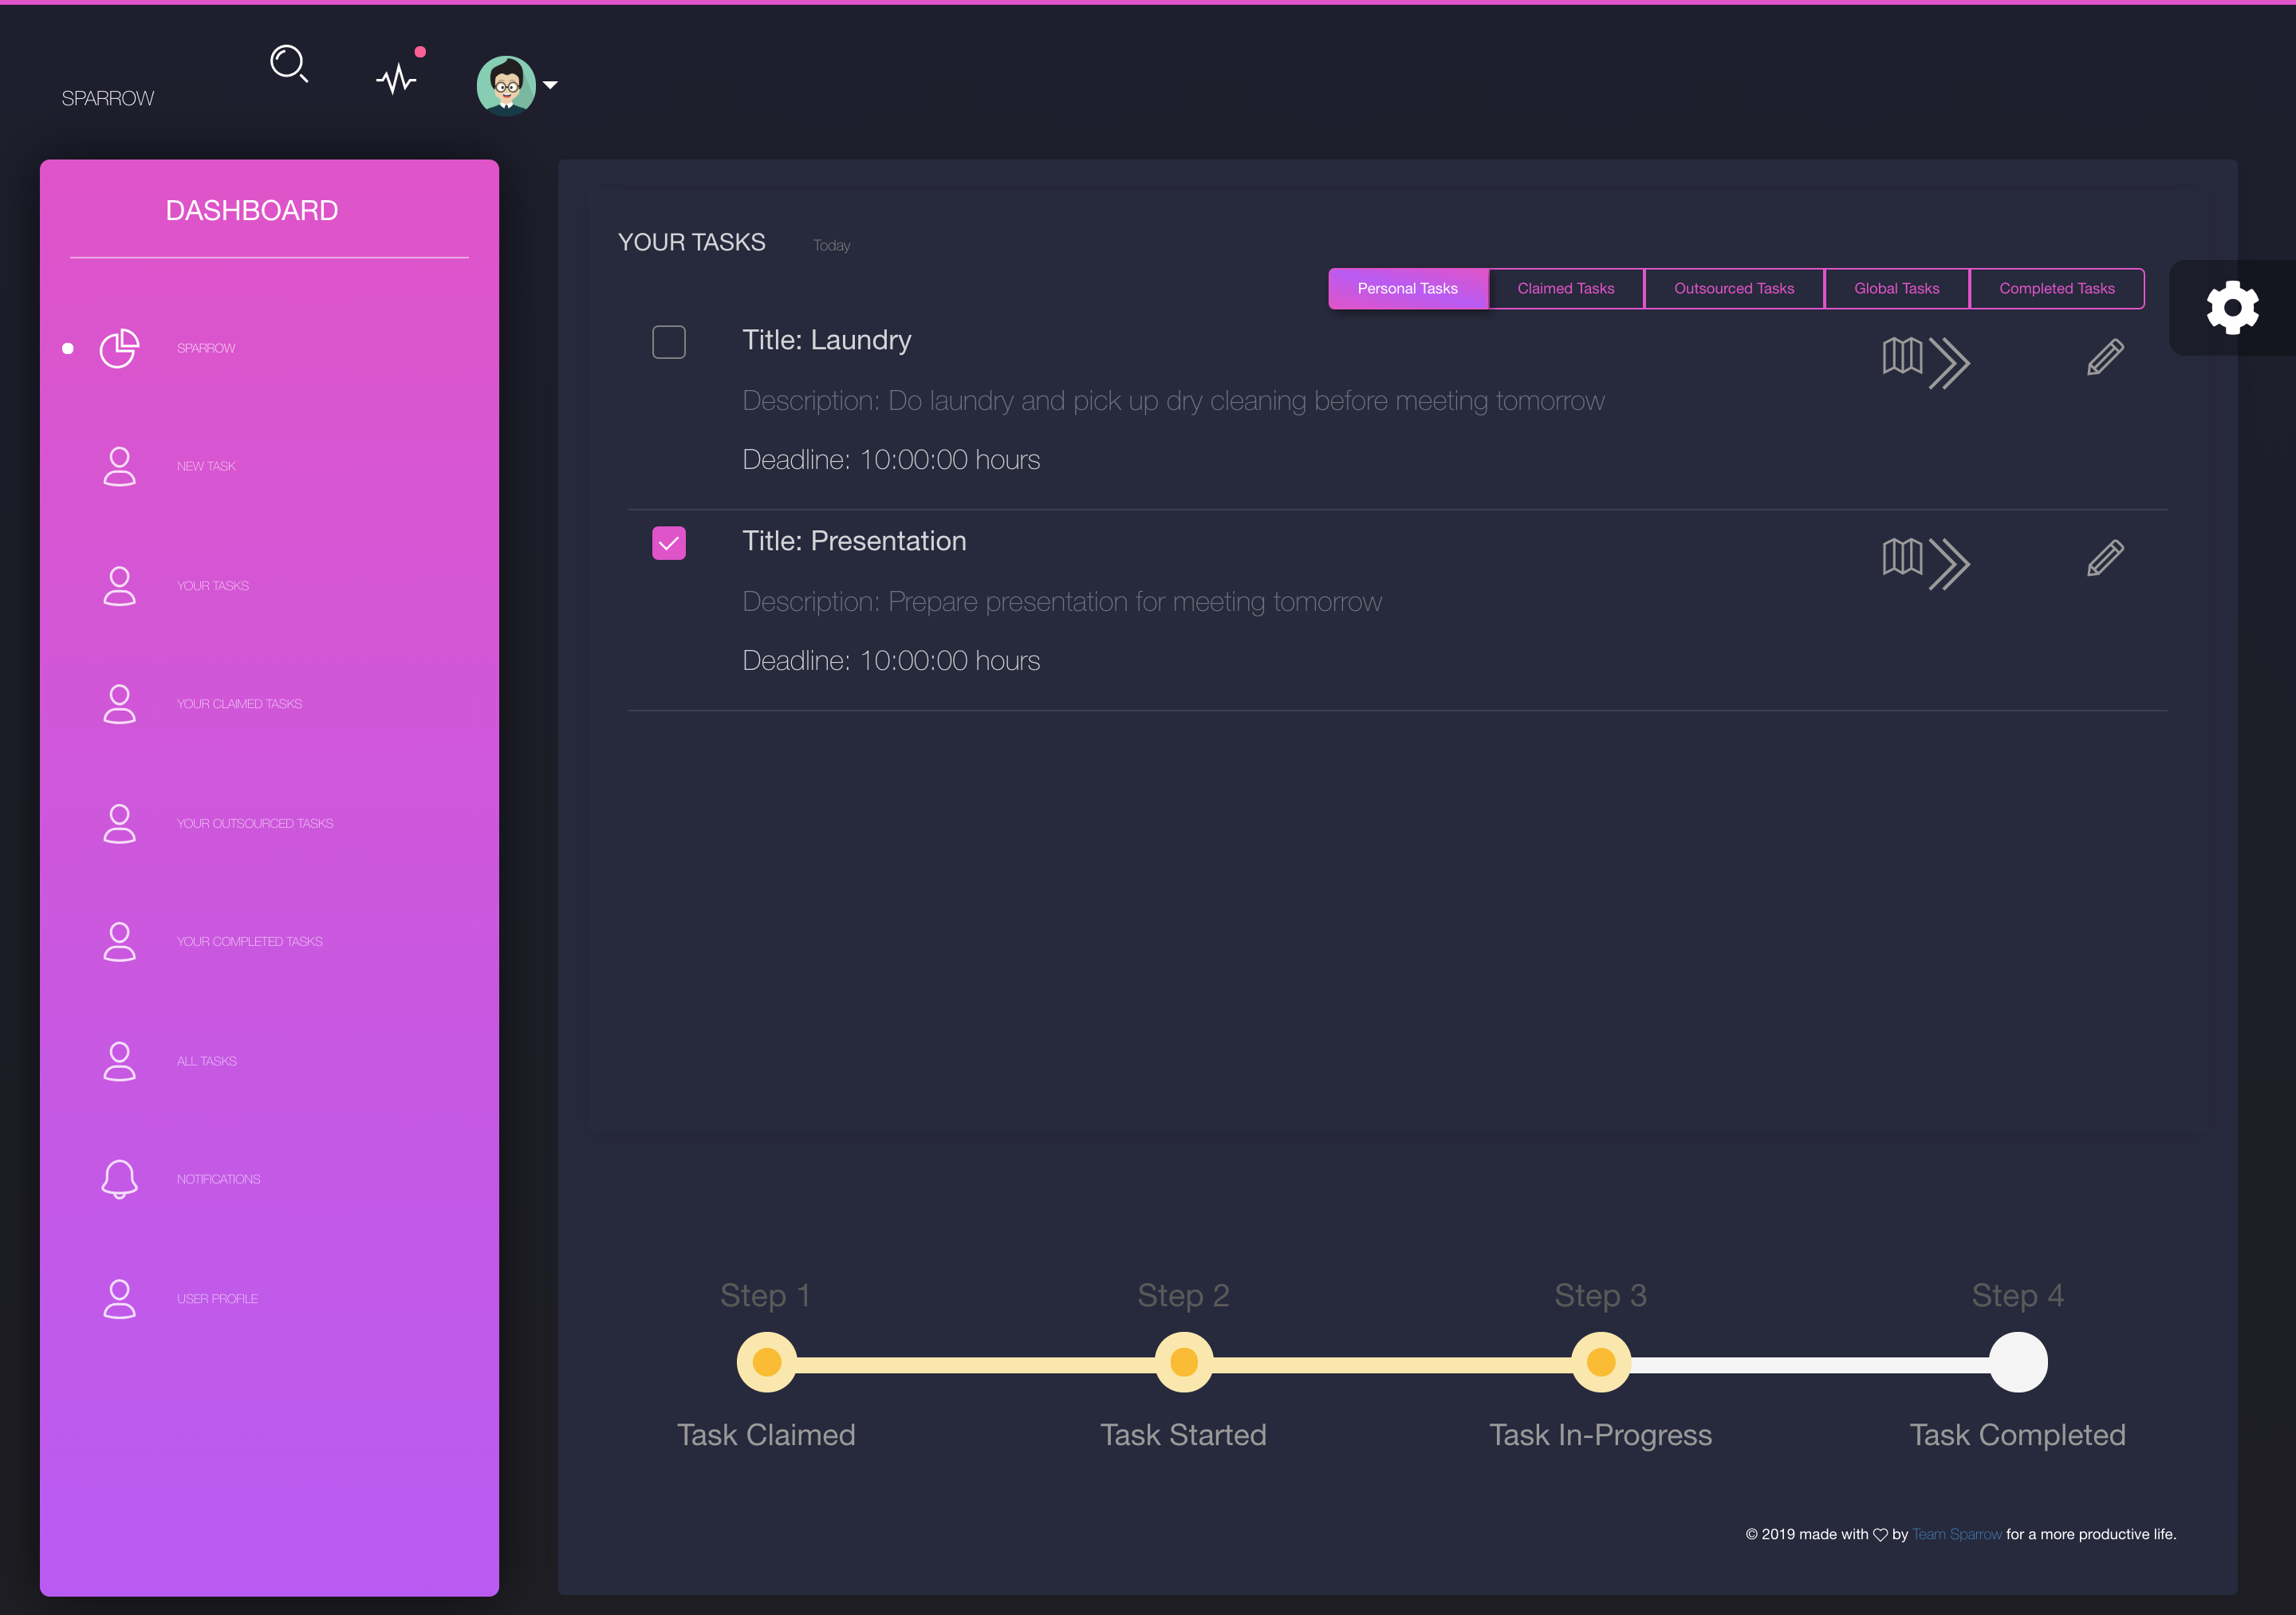 SPARROW
DASHBOARD
SPARROW
NEW TASK
YOUR TASKS
YOUR CLAIMED TASKS
YOUR OUTSOURCED TASKS
YOUR COMPLETED TASKS
ALL TASKS
NOTIFICATIONS
USER PROFILE
YOUR TASKS Today
Personal Tasks Claimed Tasks Outsourced Tasks Global Tasks Completed Tasks
Title: Laundry
Description: Do laundry and pick up dry cleaning before meeting tomorrow
Deadline: 10:00:00 hours
Title: Presentation
Description: Prepare presentation for meeting tomorrow
Deadline: 10:00:00 hours
Step 1 Step 2 Step 3 Step 4
Task Claimed Task Started Task In-Progress Task Completed
© 2019 made with ♡ by Team Sparrow for a more productive life.